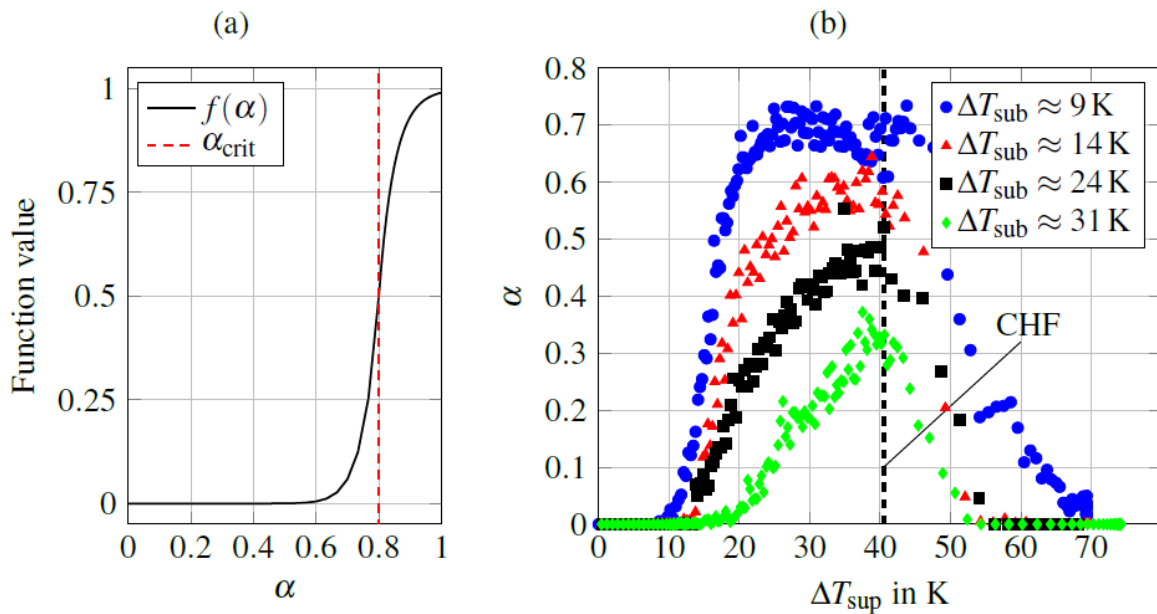 (a)
1
0.75
0.5
0.25
0
Function value
0 0.2 0.4 0.6 0.8 1
α
f(α)
α_crit
(b)
0.8
0.7
0.6
0.5
0.4
0.3
0.2
0.1
0
α
0 10 20 30 40 50 60 70
ΔT_sup in K
ΔT_sub ≈ 9 K
ΔT_sub ≈ 14 K
ΔT_sub ≈ 24 K
ΔT_sub ≈ 31 K
CHF